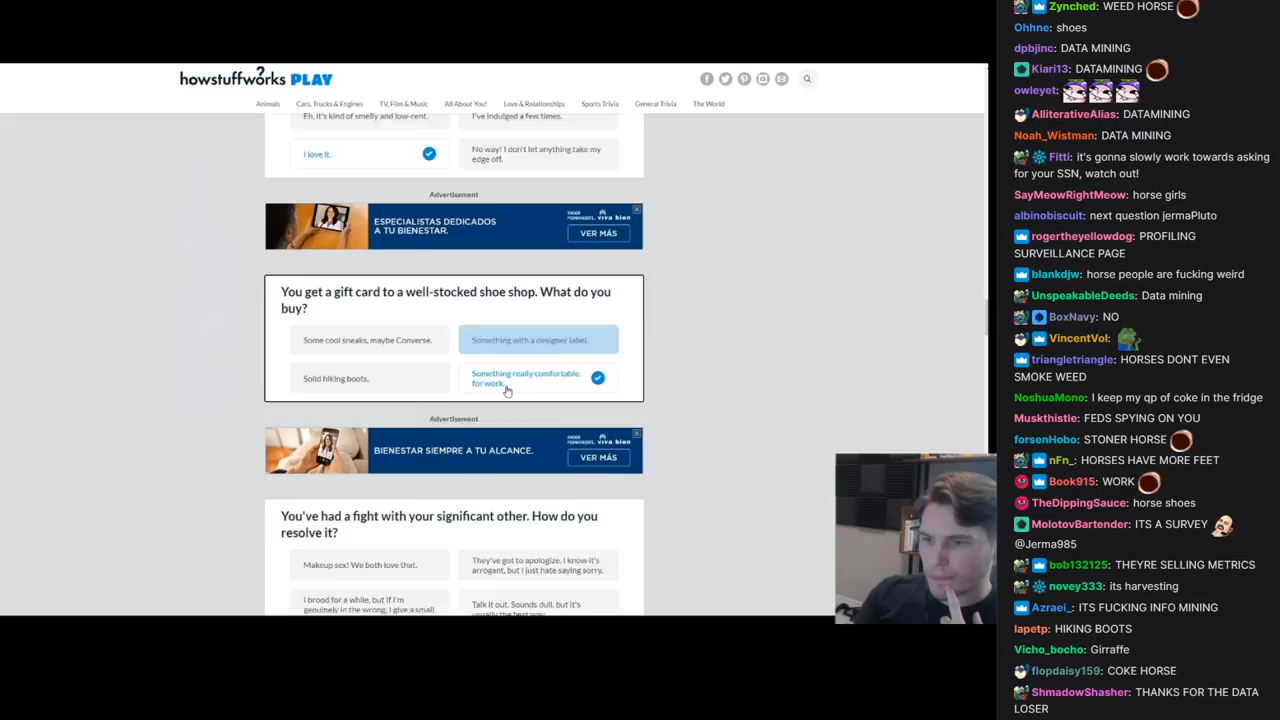 howstuffworks PLAY
Animals
Cars, Trucks & Engines
TV, Film & Music
All About You!
Love & Relationships
Sports Trivia
General Trivia
The World
Eh, it's kind of smelly and low-rent.
I've indulged a few times.
I love it.
No way! I don't let anything take my
edge off.
Advertisement
ESPECIALISTAS DEDICADOS
A TU BIENESTAR.
viva bien
VER MÁS
You get a gift card to a well-stocked shoe shop. What do you
buy?
Some cool sneaks, maybe Converse.
Something with a designer label.
Solid hiking boots.
Something really comfortable,
for work.
Advertisement
BIENESTAR SIEMPRE A TU ALCANCE.
viva bien
VER MÁS
You've had a fight with your significant other. How do you
resolve it?
Makeup sex! We both love that.
They've got to apologize. I know it's
arrogant, but I just hate saying sorry.
I brood for a while, but if I'm
genuinely in the wrong, I give a small
Talk it out. Sounds dull, but it's
usually the best way.
Zynched: WEED HORSE
Ohhne: shoes
dpbjinc: DATA MINING
Kiari13: DATAMINING
owleyet:
AlliterativeAlias: DATAMINING
Noah_Wistman: DATA MINING
Fitti: it's gonna slowly work towards asking
for your SSN, watch out!
SayMeowRightMeow: horse girls
albinobiscuit: next question jermaPluto
rogertheyellowdog: PROFILING
SURVEILLANCE PAGE
blankdjw: horse people are fucking weird
UnspeakableDeeds: Data mining
BoxNavy: NO
VincentVol:
triangletriangle: HORSES DONT EVEN
SMOKE WEED
NoshuaMono: I keep my qp of coke in the fridge
Muskthistle: FEDS SPYING ON YOU
forsenHobo: STONER HORSE
nFn_: HORSES HAVE MORE FEET
Book915: WORK
TheDippingSauce: horse shoes
MolotovBartender: ITS A SURVEY
@Jerma985
bob132125: THEYRE SELLING METRICS
novey333: its harvesting
Azraei_: ITS FUCKING INFO MINING
lapetp: HIKING BOOTS
Vicho_bocho: Girraffe
flopdaisy159: COKE HORSE
ShmadowShasher: THANKS FOR THE DATA
LOSER